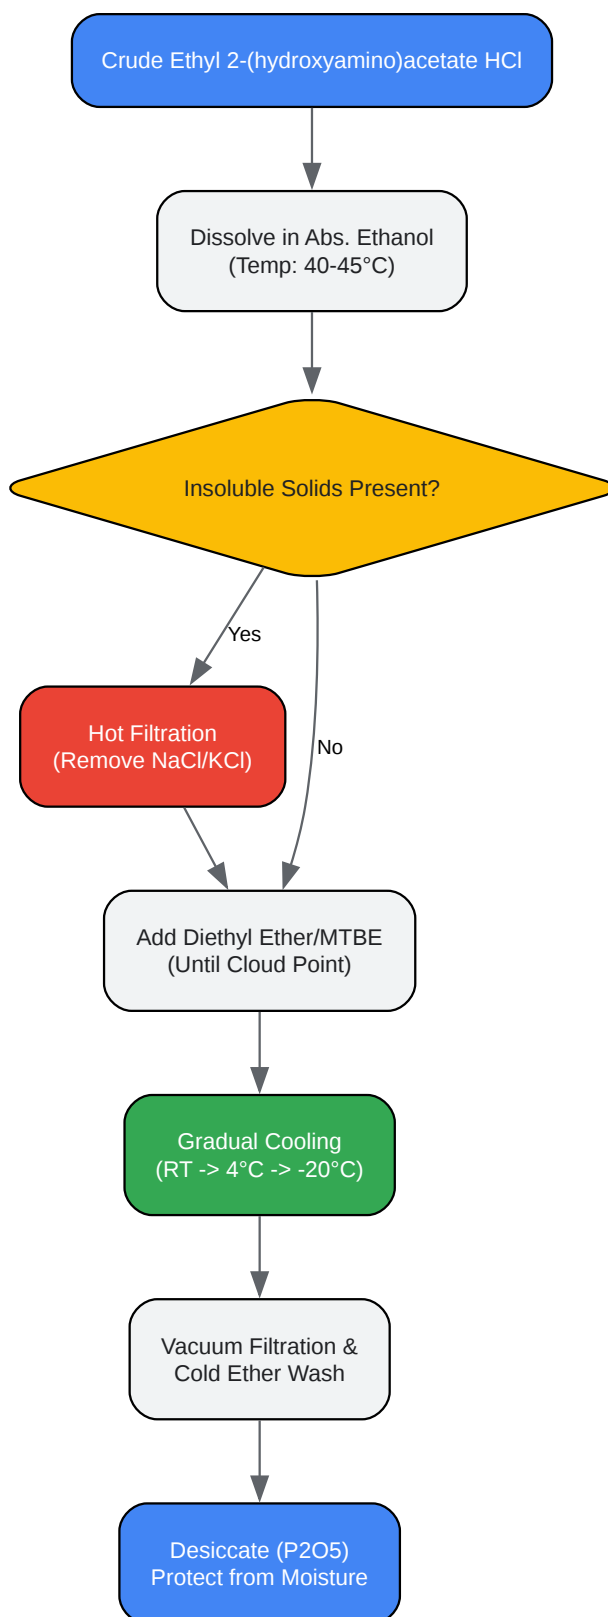 Crude Ethyl 2-(hydroxyamino)acetate HCl
Dissolve in Abs. Ethanol
(Temp: 40-45°C)
Insoluble Solids Present?
Yes
Hot Filtration
(Remove NaCl/KCl)
No
Add Diethyl Ether/MTBE
(Until Cloud Point)
Gradual Cooling
(RT -> 4°C -> -20°C)
Vacuum Filtration &
Cold Ether Wash
Desiccate (P2O5)
Protect from Moisture